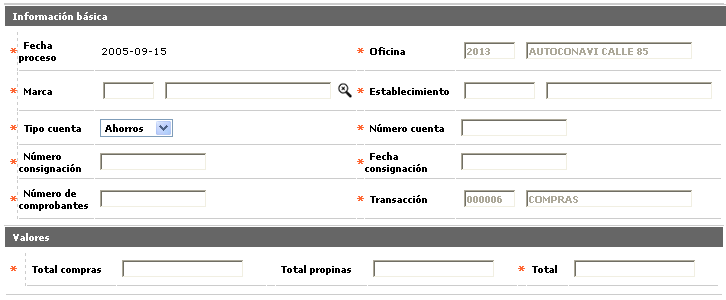 Información básica
* Fecha proceso 2005-09-15 * Oficina 2013 AUTOCONAVI CALLE 85
* Marca * Establecimiento
* Tipo cuenta Ahorros * Número cuenta
* Número consignación * Fecha consignación
* Número de comprobantes * Transacción 000006 COMPRAS
Valores
* Total compras Total propinas * Total